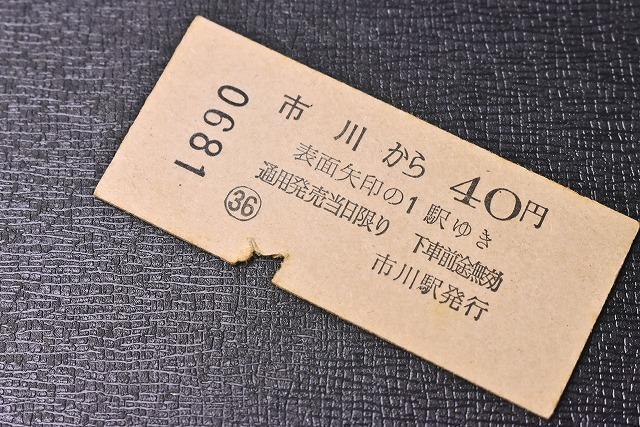 0681
市川から 40円
表面矢印の1駅ゆき
通用発売当日限り 下車前途無効
㊱ 市川駅発行